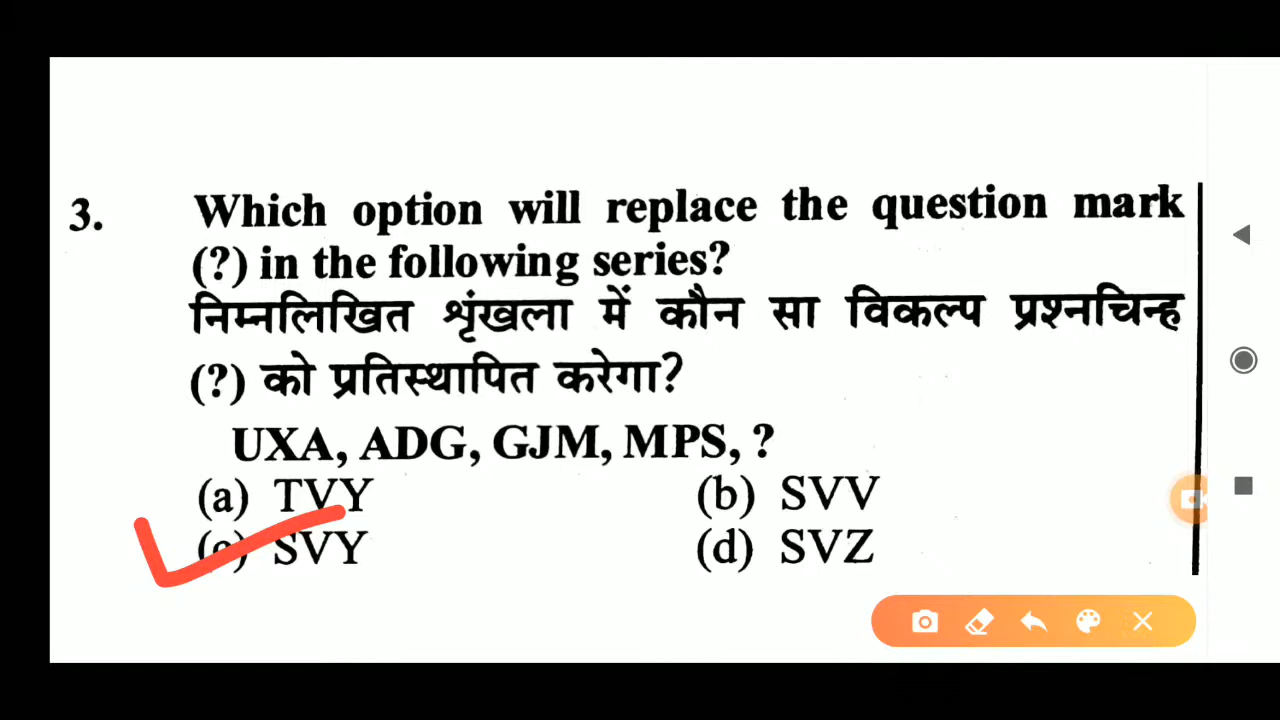 3. Which option will replace the question mark
(?) in the following series?
निम्नलिखित श्रृंखला में कौन सा विकल्प प्रश्नचिन्ह
(?) को प्रतिस्थापित करेगा?
UXA, ADG, GJM, MPS, ?
(a) TVY (b) SVV
(c) SVY (d) SVZ